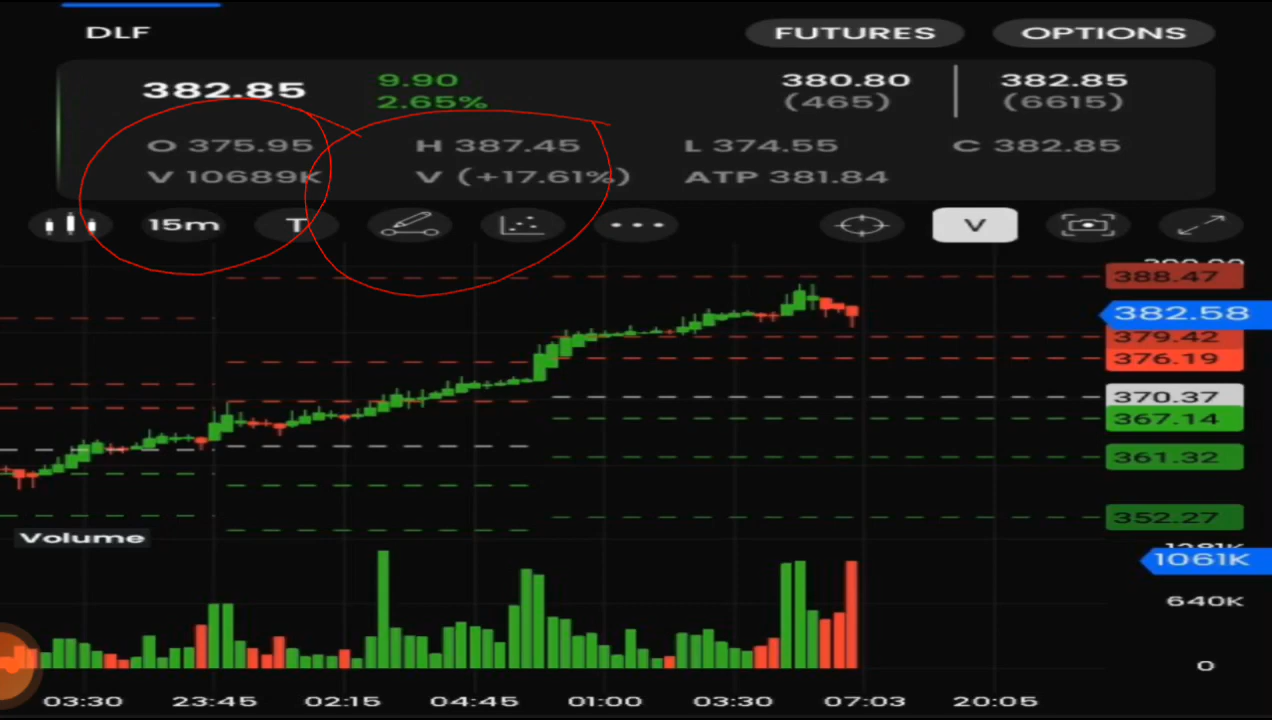 DLF FUTURES OPTIONS
382.85 9.90 380.80 382.85
2.65% (465) (6615)
O 375.95 H 387.45 L 374.55 C 382.85
V 10689K V (+17.61%) ATP 381.84
15m T V
388.47
382.58
379.42
376.19
370.37
367.14
361.32
352.27
Volume
1061K
640K
0
03:30 23:45 02:15 04:45 01:00 03:30 07:03 20:05